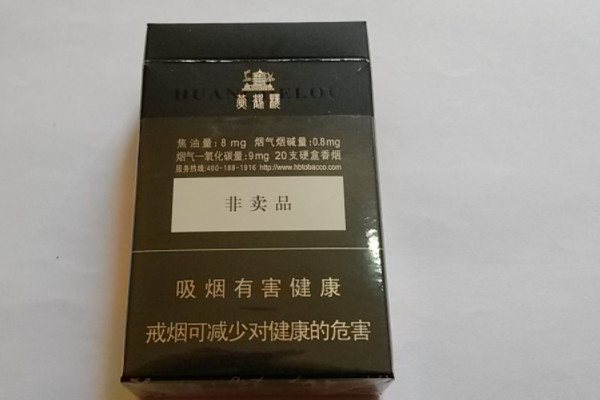 HUANGHELOU
黄鹤楼
焦油量: 8 mg 烟气烟碱量: 0.8mg
烟气一氧化碳量: 9mg 20支硬盒香烟
服务热线: 400-188-1916 http://www.hbtobacco.com
非卖品
吸烟有害健康
戒烟可减少对健康的危害